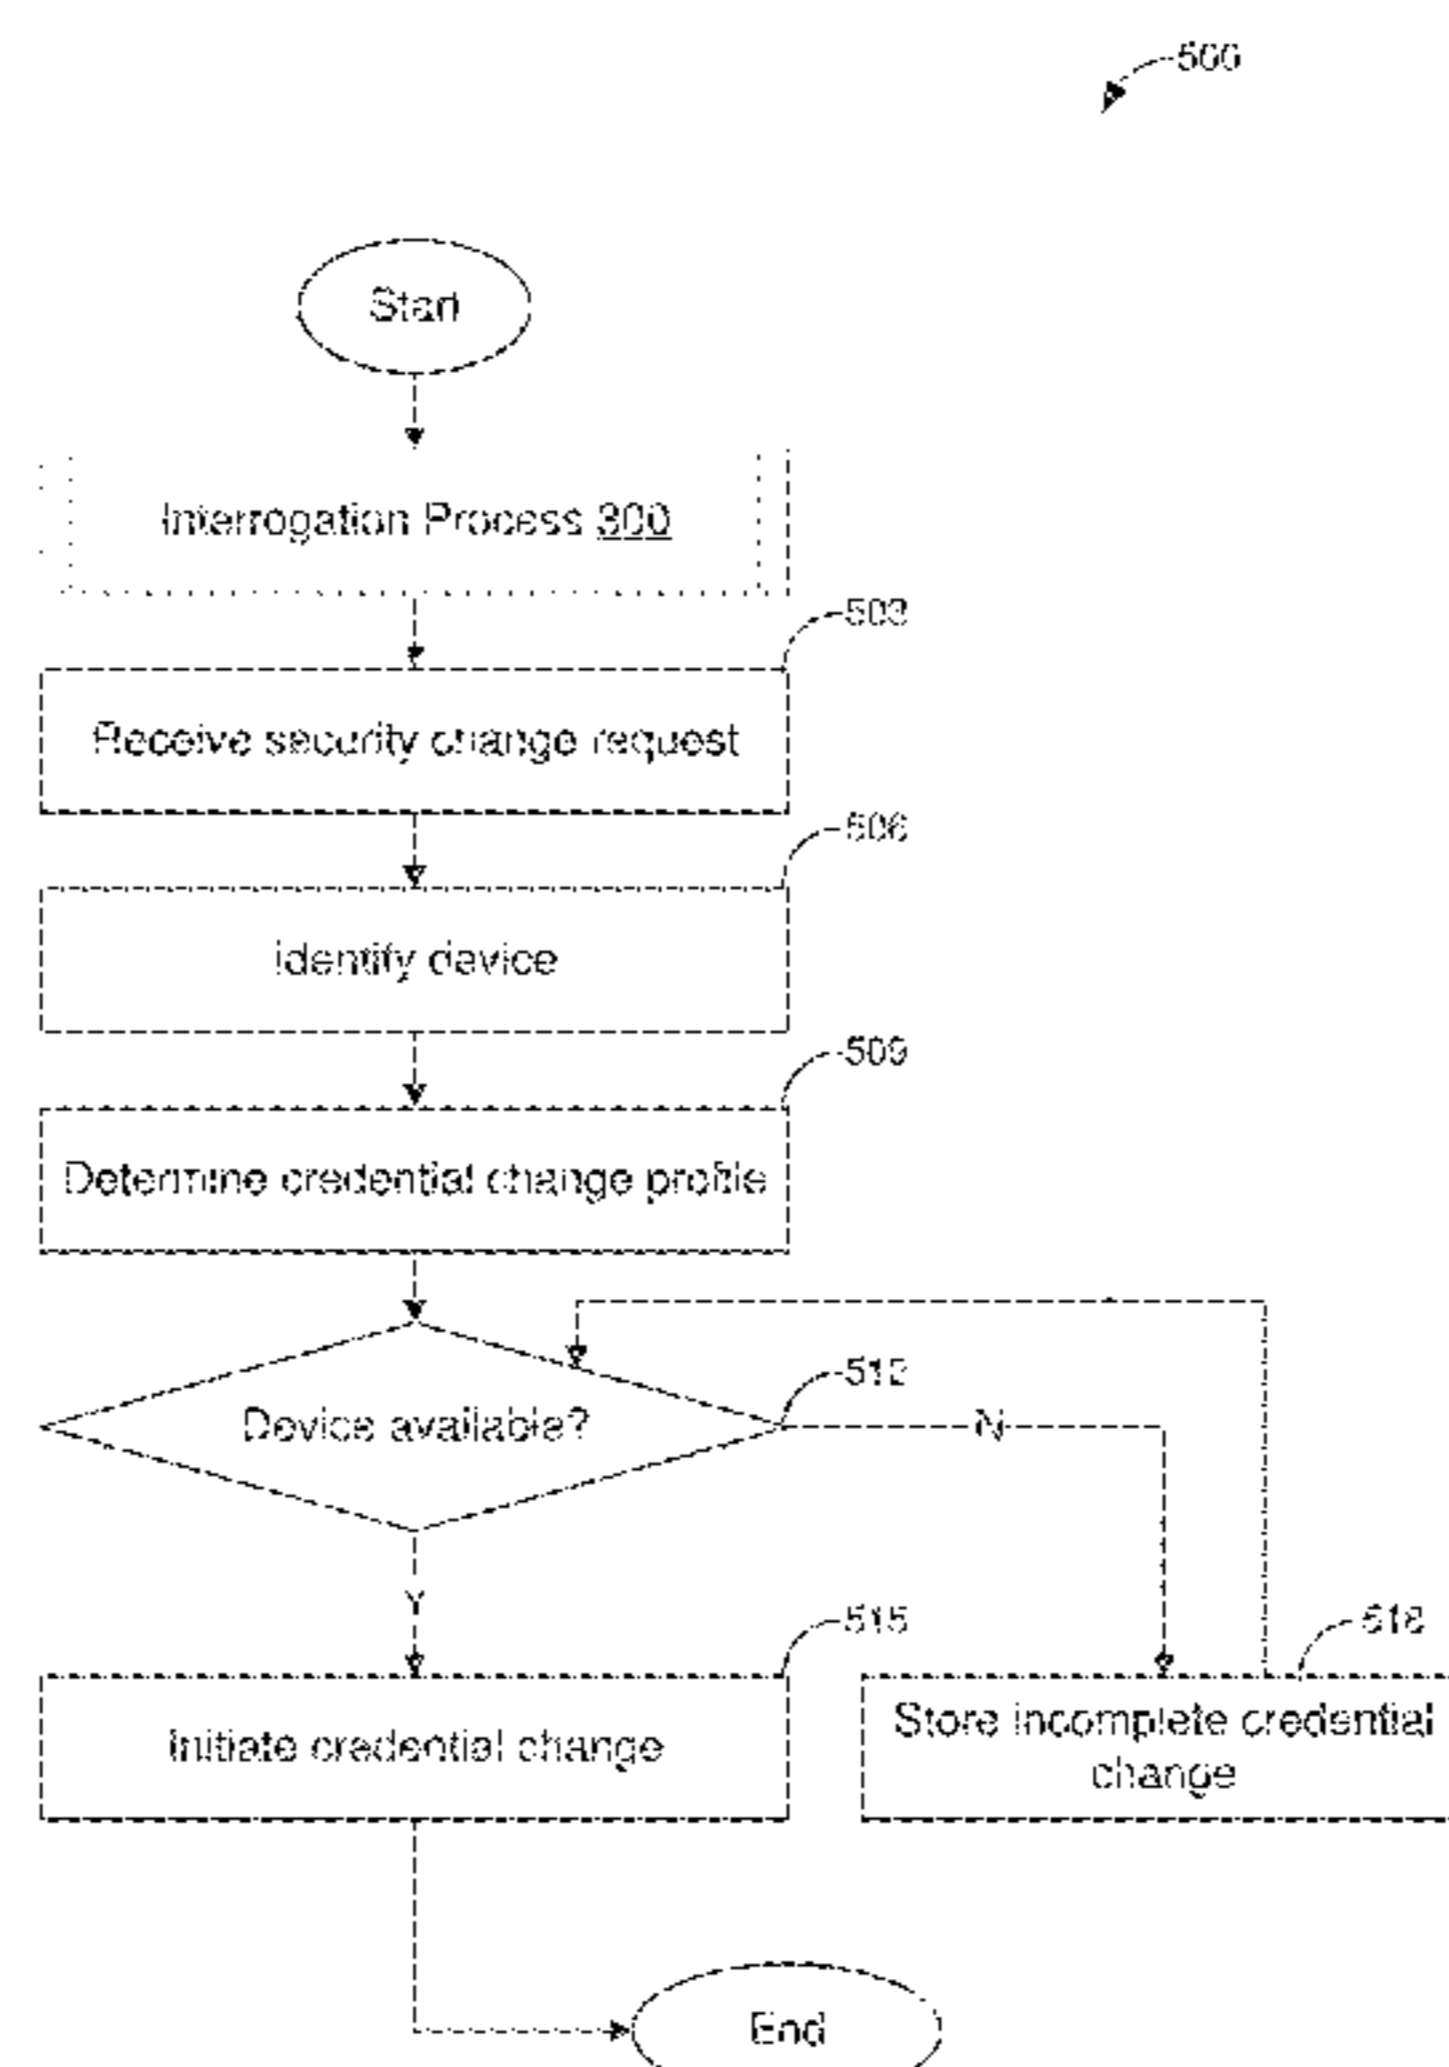 500
Start
Interrogation Process 300
503
Receive security change request
506
Identify device
509
Determine credential change profile
512
Device available?
N
Y
515
Initiate credential change
518
Store incomplete credential
change
End